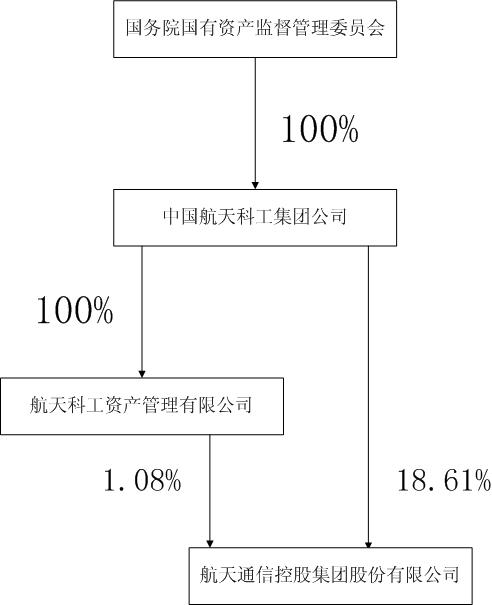 国务院国有资产监督管理委员会
100%
中国航天科工集团公司
100%
航天科工资产管理有限公司
1.08%
18.61%
航天通信控股集团股份有限公司